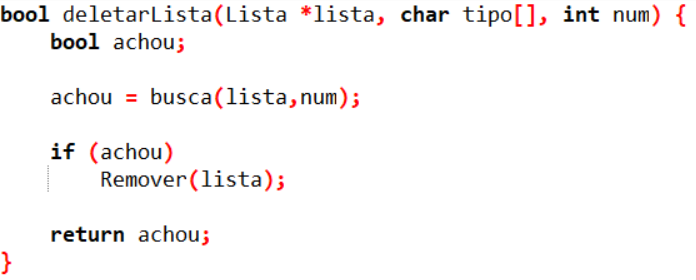 bool deletarLista(Lista *lista, char tipo[], int num) {
    bool achou;
    achou = busca(lista,num);
    if (achou)
        Remover(lista);
    return achou;
}